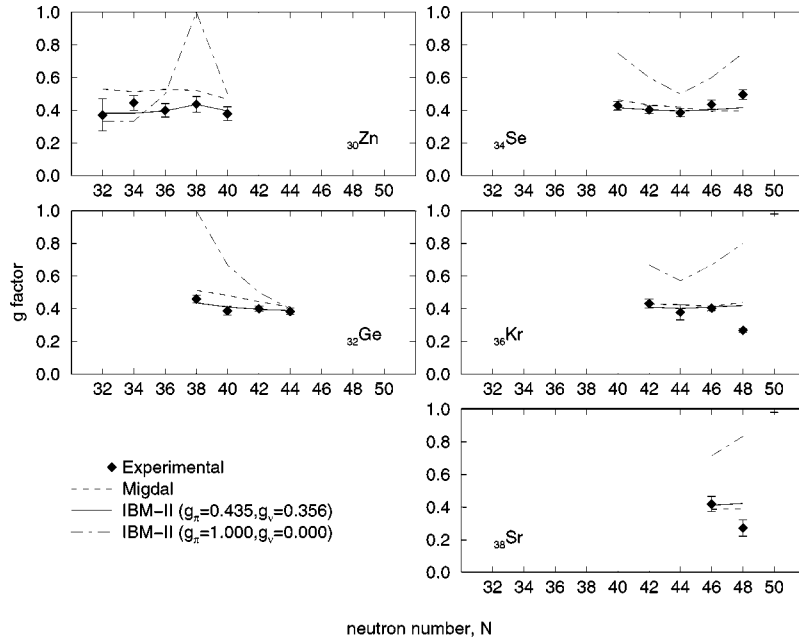 1.0
0.8
0.6
0.4
0.2
0.0
32 34 36 38 40 42 44 46 48 50
₃₀Zn
1.0
0.8
0.6
0.4
0.2
0.0
32 34 36 38 40 42 44 46 48 50
₃₄Se
1.0
0.8
0.6
0.4
0.2
0.0
32 34 36 38 40 42 44 46 48 50
₃₂Ge
g factor
1.0
0.8
0.6
0.4
0.2
0.0
32 34 36 38 40 42 44 46 48 50
₃₆Kr
1.0
0.8
0.6
0.4
0.2
0.0
32 34 36 38 40 42 44 46 48 50
₃₈Sr
Experimental
Migdal
IBM-II (gπ=0.435,gν=0.356)
IBM-II (gπ=1.000,gν=0.000)
neutron number, N